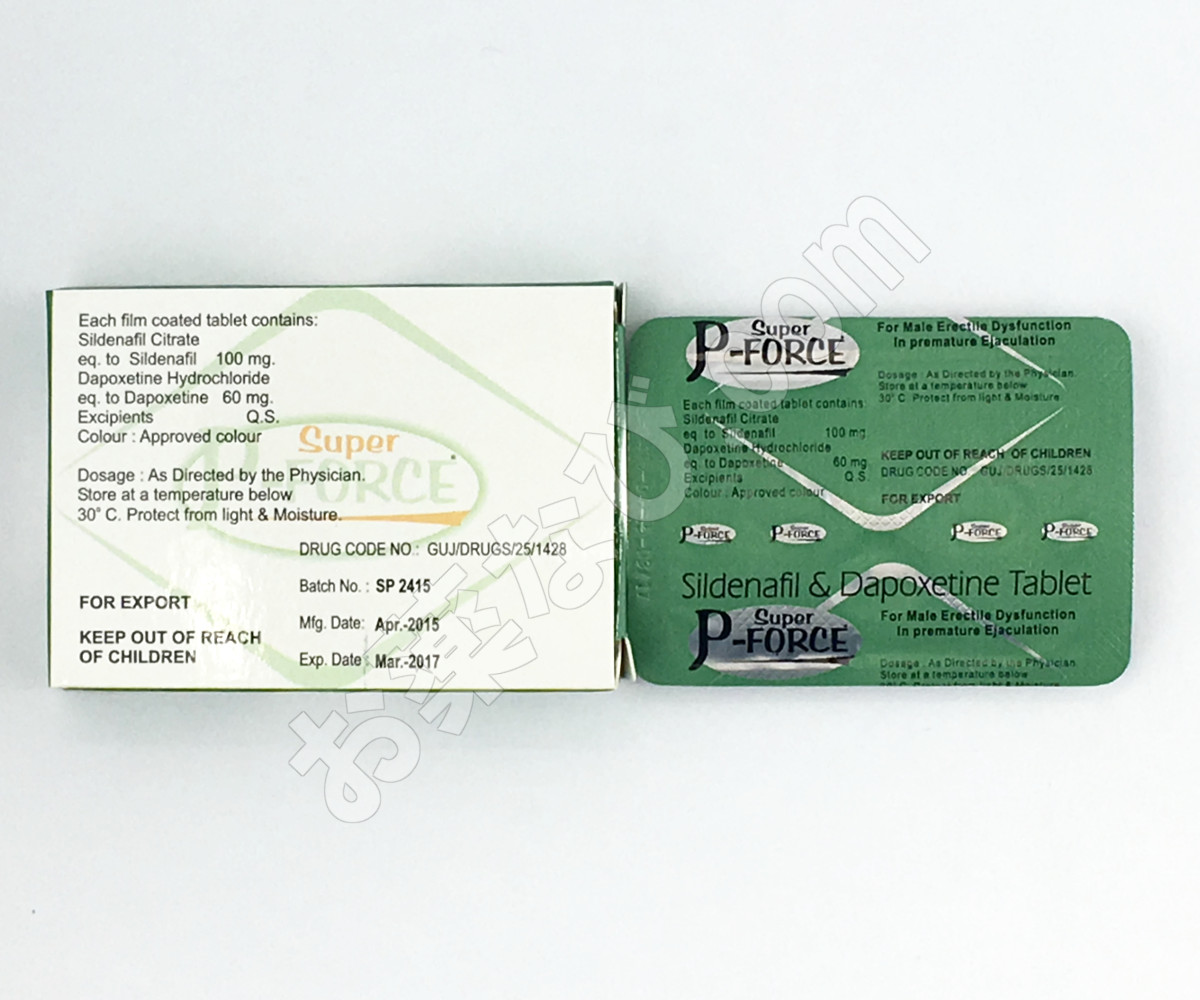 Each film coated tablet contains:
Sildenafil Citrate
eq. to Sildenafil 100 mg.
Dapoxetine Hydrochloride
eq. to Dapoxetine 60 mg.
Excipients Q.S.
Colour : Approved colour
Super
P-FORCE
Dosage : As Directed by the Physician.
Store at a temperature below
30° C. Protect from light & Moisture.
DRUG CODE NO.: GUJ/DRUGS/25/1428
Batch No. : SP 2415
Mfg. Date: Apr.-2015
Exp. Date : Mar.-2017
FOR EXPORT
KEEP OUT OF REACH
OF CHILDREN
Super
P-FORCE
For Male Erectile Dysfunction
In premature Ejaculation
Dosage : As Directed by the Physician.
Store at a temperature below
30° C. Protect from light & Moisture
Each film coated tablet contains:
Sildenafil Citrate
eq. to Sildenafil 100 mg
Dapoxetine Hydrochloride
eq. to Dapoxetine 60 mg
Excipients Q.S.
Colour : Approved colour
KEEP OUT OF REACH OF CHILDREN
DRUG CODE NO. GUJ/DRUGS/25/1428
FOR EXPORT
Super
P-FORCE
Super
P-FORCE
Super
P-FORCE
Super
P-FORCE
Sildenafil & Dapoxetine Tablet
Super
P-FORCE
For Male Erectile Dysfunction
In premature Ejaculation
Dosage : As Directed by the Physician.
Store at a temperature below
お薬なび.com